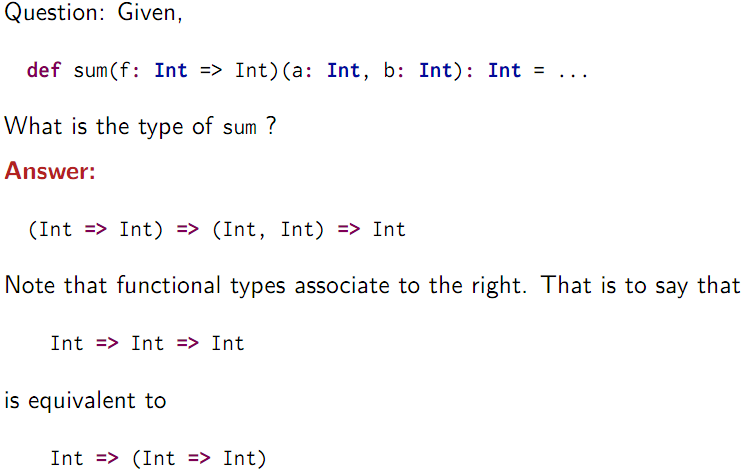 Question: Given,
def sum(f: Int => Int)(a: Int, b: Int): Int = ...
What is the type of sum ?
Answer:
(Int => Int) => (Int, Int) => Int
Note that functional types associate to the right. That is to say that
Int => Int => Int
is equivalent to
Int => (Int => Int)